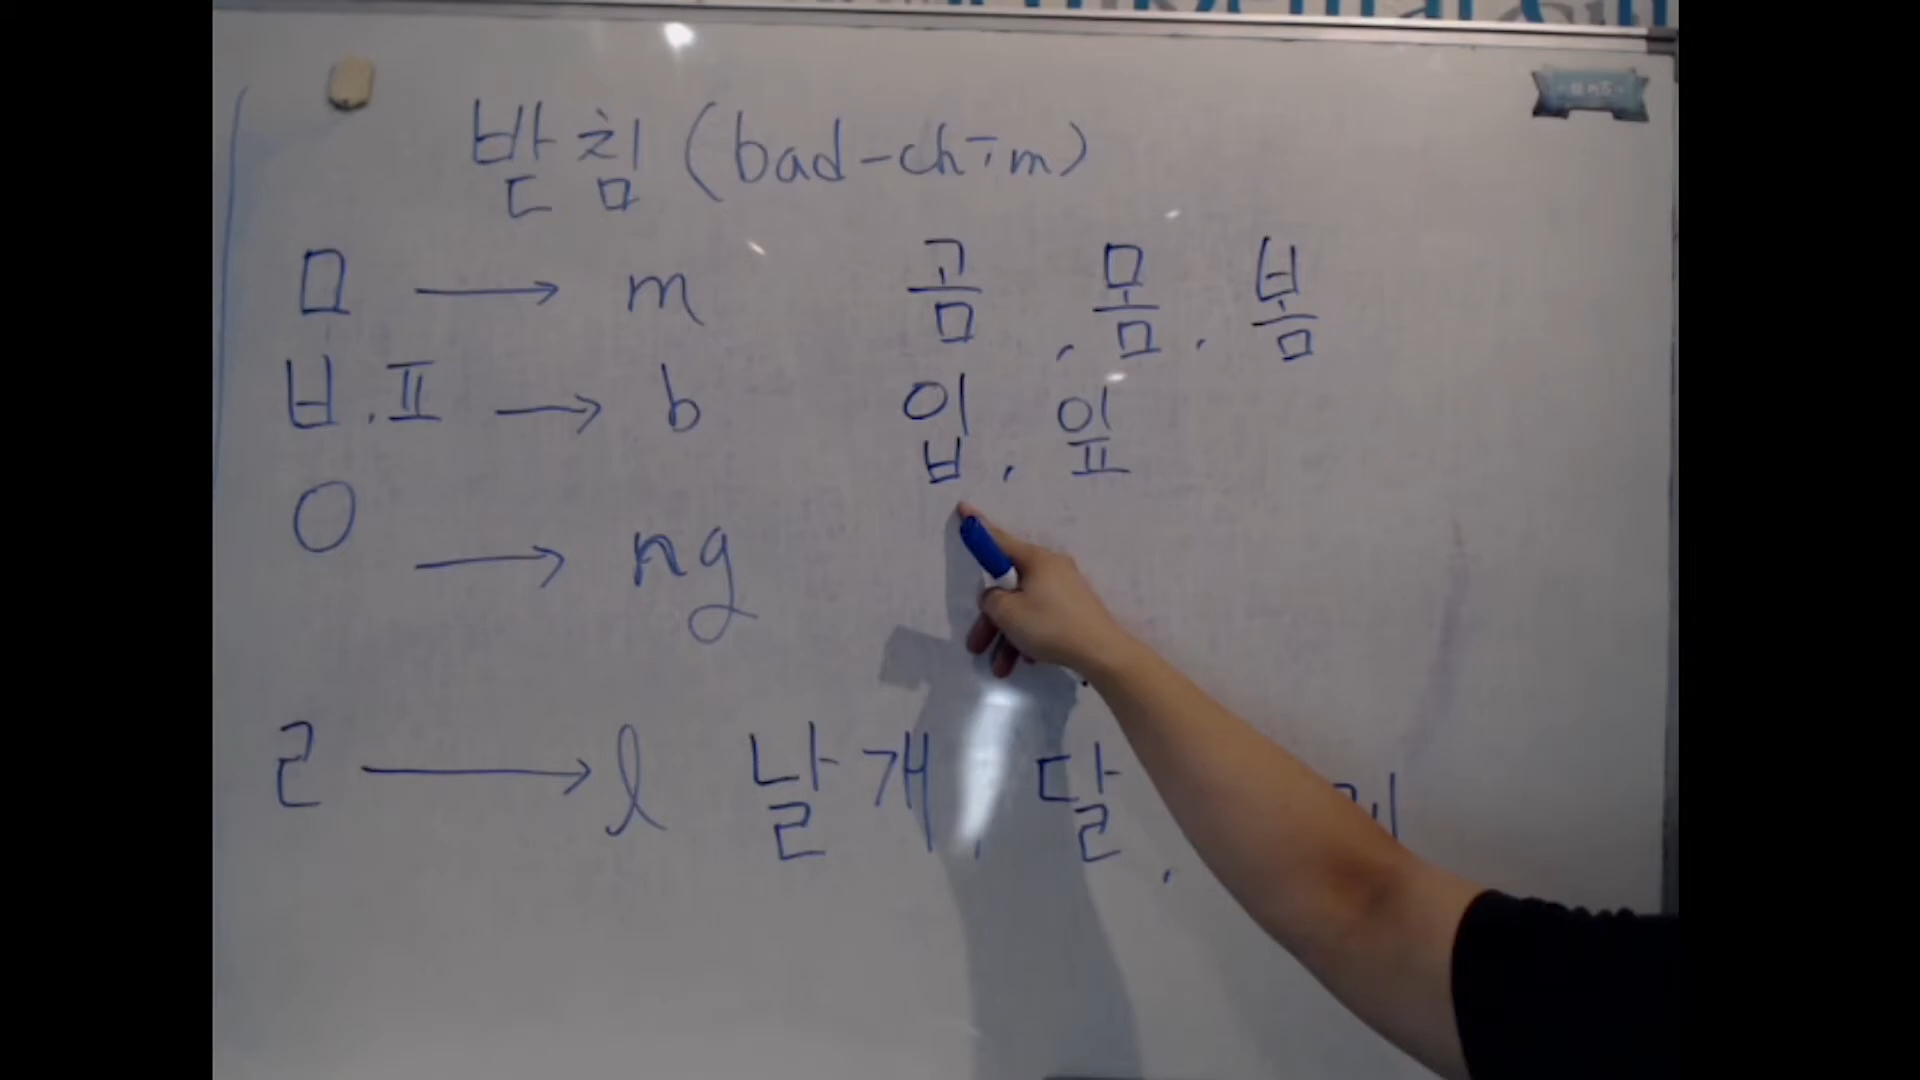 받침 (bad-chim)
ㅁ → m 곰, 몸, 봄
ㅂ.ㅍ → b 입, 잎
ㅇ → ng
ㄹ → l 날개, 달,